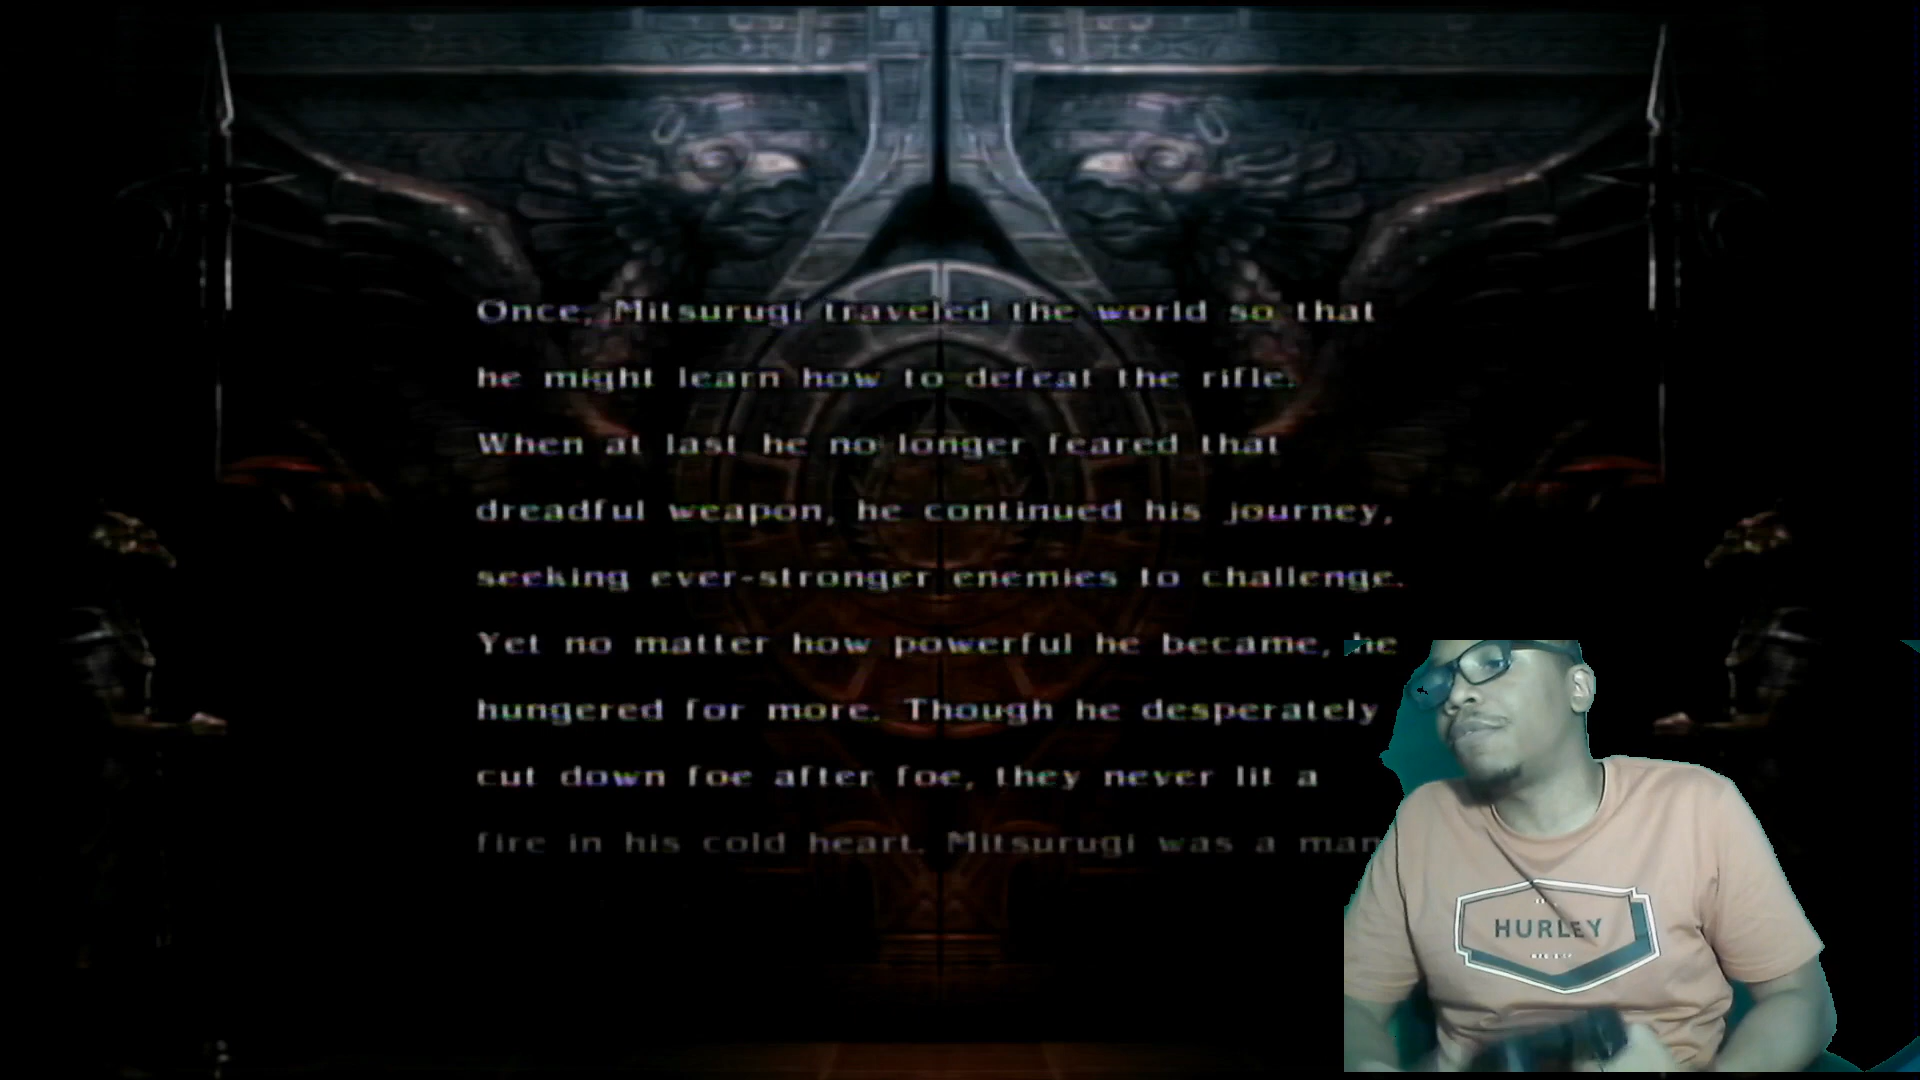 Once, Mitsurugi traveled the world so that
he might learn how to defeat the rifle.
When at last he no longer feared that
dreadful weapon, he continued his journey,
seeking ever-stronger enemies to challenge.
Yet no matter how powerful he became, he
hungered for more. Though he desperately
cut down foe after foe, they never lit a
fire in his cold heart. Mitsurugi was a man
HURLEY